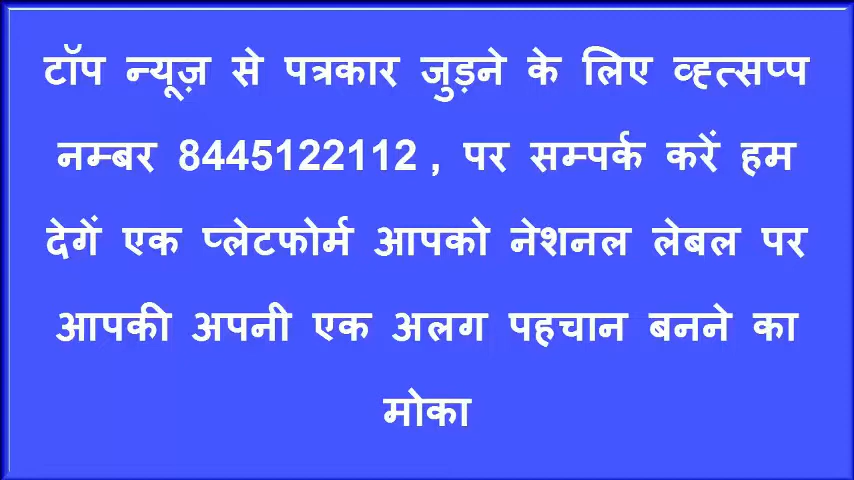 टॉप न्यूज़ से पत्रकार जुड़ने के लिए व्ह्त्सप्प
नम्बर 8445122112 , पर सम्पर्क करें हम
देगें एक प्लेटफोर्म आपको नेशनल लेबल पर
आपकी अपनी एक अलग पहचान बनने का
मोका